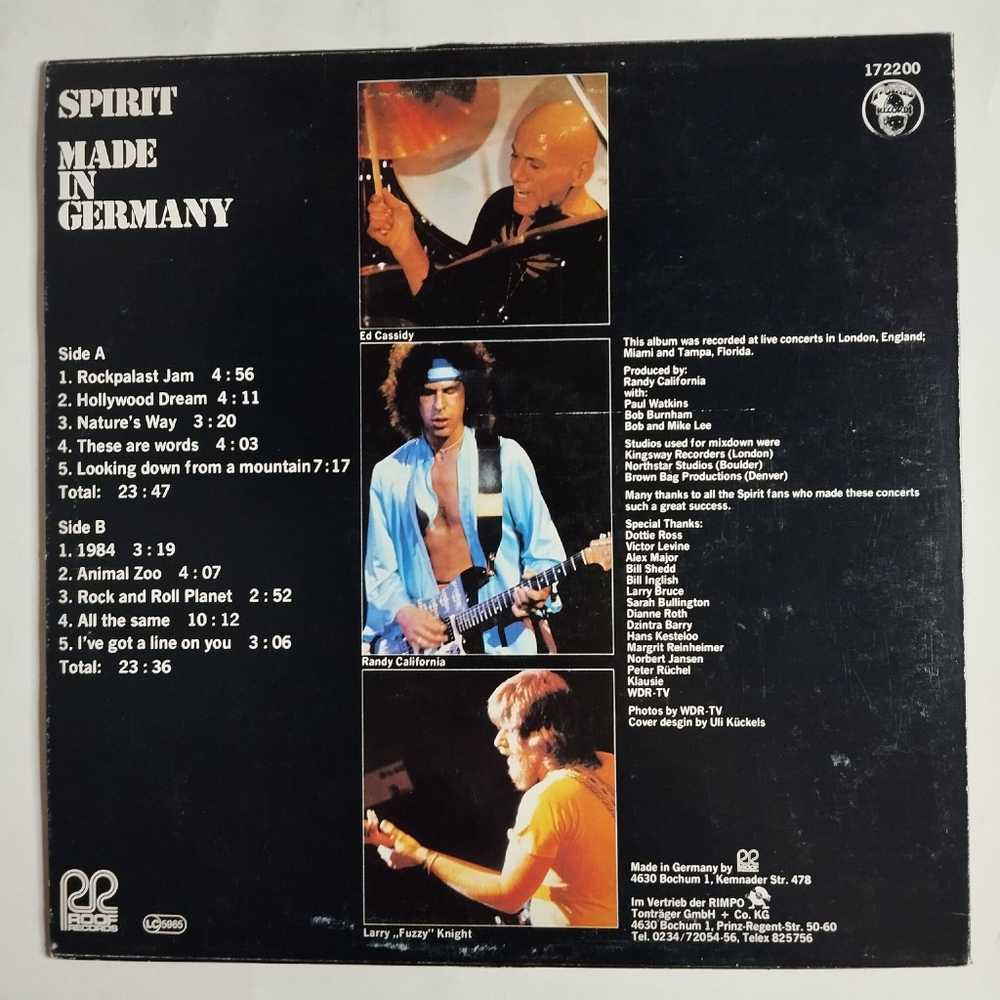 SPIRIT
MADE
IN
GERMANY
172200
RECORDS
Ed Cassidy
Side A
1. Rockpalast Jam 4:56
2. Hollywood Dream 4:11
3. Nature's Way 3:20
4. These are words 4:03
5. Looking down from a mountain 7:17
Total: 23:47
Side B
1. 1984 3:19
2. Animal Zoo 4:07
3. Rock and Roll Planet 2:52
4. All the same 10:12
5. I've got a line on you 3:06
Total: 23:36
Randy California
Larry „Fuzzy" Knight
This album was recorded at live concerts in London, England;
Miami and Tampa, Florida.
Produced by:
Randy California
with:
Paul Watkins
Bob Burnham
Bob and Mike Lee
Studios used for mixdown were
Kingsway Recorders (London)
Northstar Studios (Boulder)
Brown Bag Productions (Denver)
Many thanks to all the Spirit fans who made these concerts
such a great success.
Special Thanks:
Dottie Ross
Victor Levine
Alex Major
Bill Shedd
Bill Inglish
Larry Bruce
Sarah Bullington
Dianne Roth
Dzintra Barry
Hans Kesteloo
Margrit Reinheimer
Norbert Jansen
Peter Rüchel
Klausie
WDR-TV
Photos by WDR-TV
Cover desgin by Uli Kückels
Made in Germany by
4630 Bochum 1, Kemnader Str. 478
Im Vertrieb der RIMPO
Tonträger GmbH + Co. KG
4630 Bochum 1, Prinz-Regent-Str. 50-60
Tel. 0234/72054-56, Telex 825756
ROOF
RECORDS
LC 5965